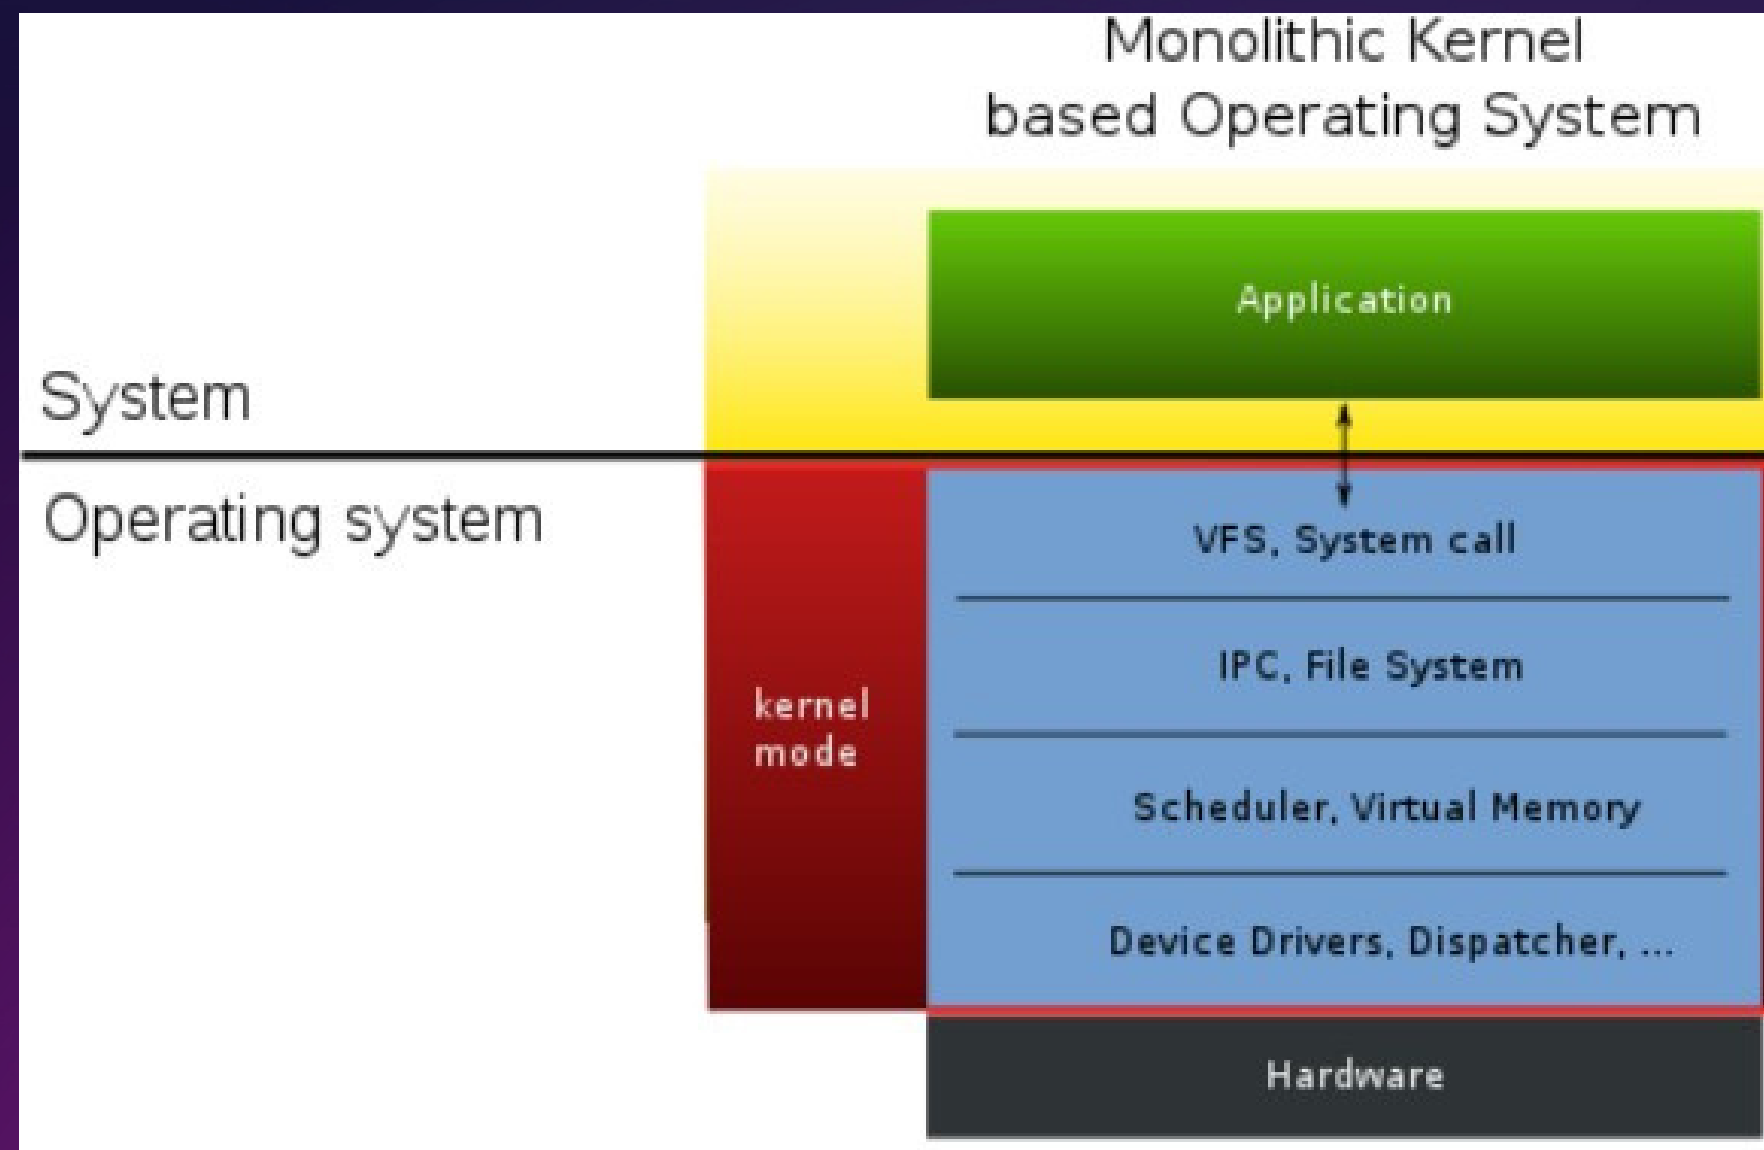 Monolithic Kernel
based Operating System
Application
System
Operating system
VFS, System call
IPC, File System
kernel
mode
Scheduler, Virtual Memory
Device Drivers, Dispatcher, ...
Hardware